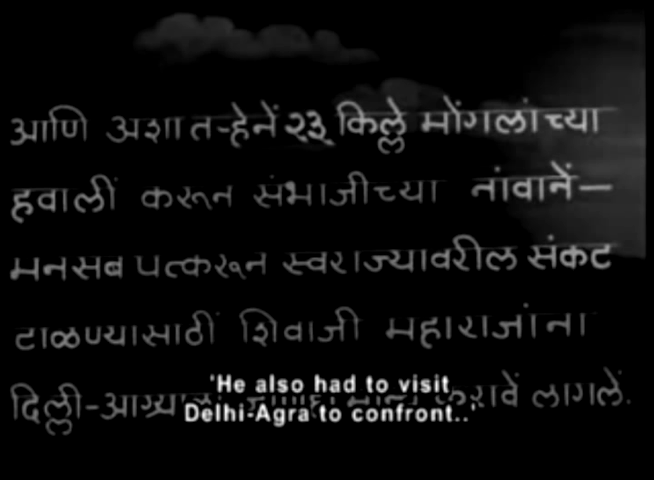 आणि अशा त-हेनें २३ किल्ले मोंगलांच्या
हवालीं करून संभाजीच्या नांवानें—
मनसब पत्करून स्वराज्यावरील संकट
टाळण्यासाठीं शिवाजी महाराजांना
दिल्ली-आग्र्याला करावें लागलें.
'He also had to visit
Delhi-Agra to confront..'